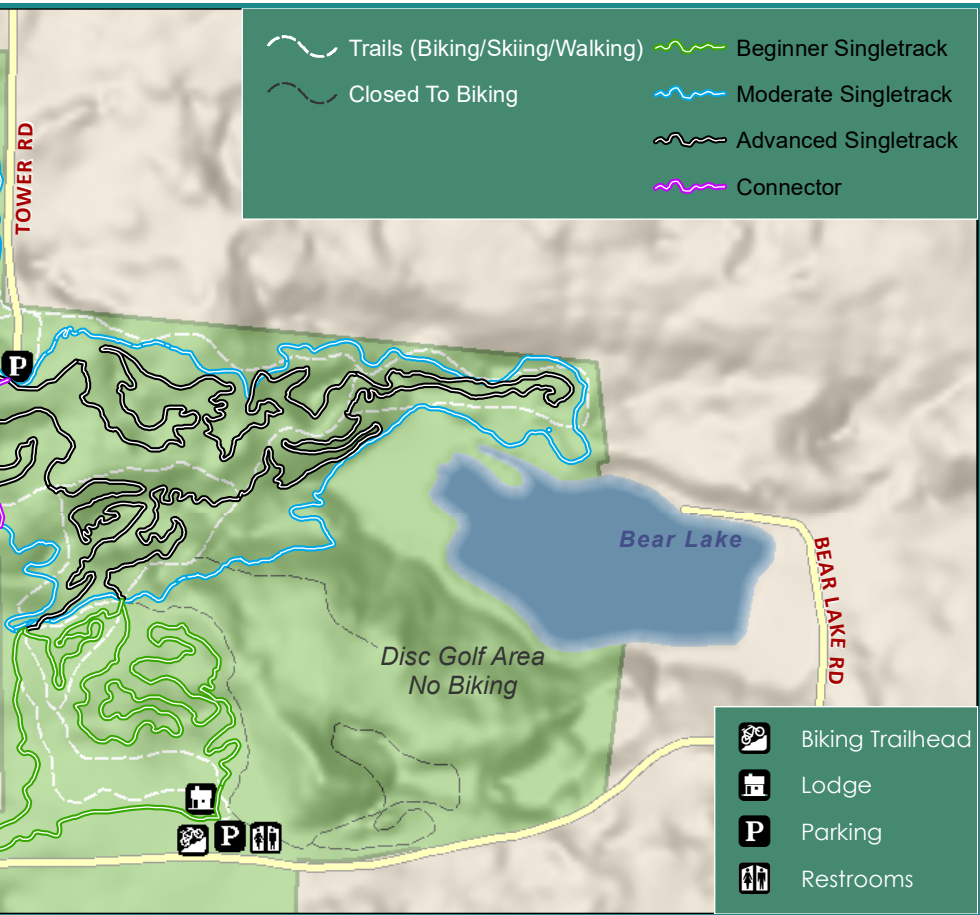 Trails (Biking/Skiing/Walking)
Closed To Biking
Beginner Singletrack
Moderate Singletrack
Advanced Singletrack
Connector
TOWER RD
P
Bear Lake
BEAR LAKE RD
Disc Golf Area
No Biking
P
Biking Trailhead
Lodge
P
Parking
Restrooms